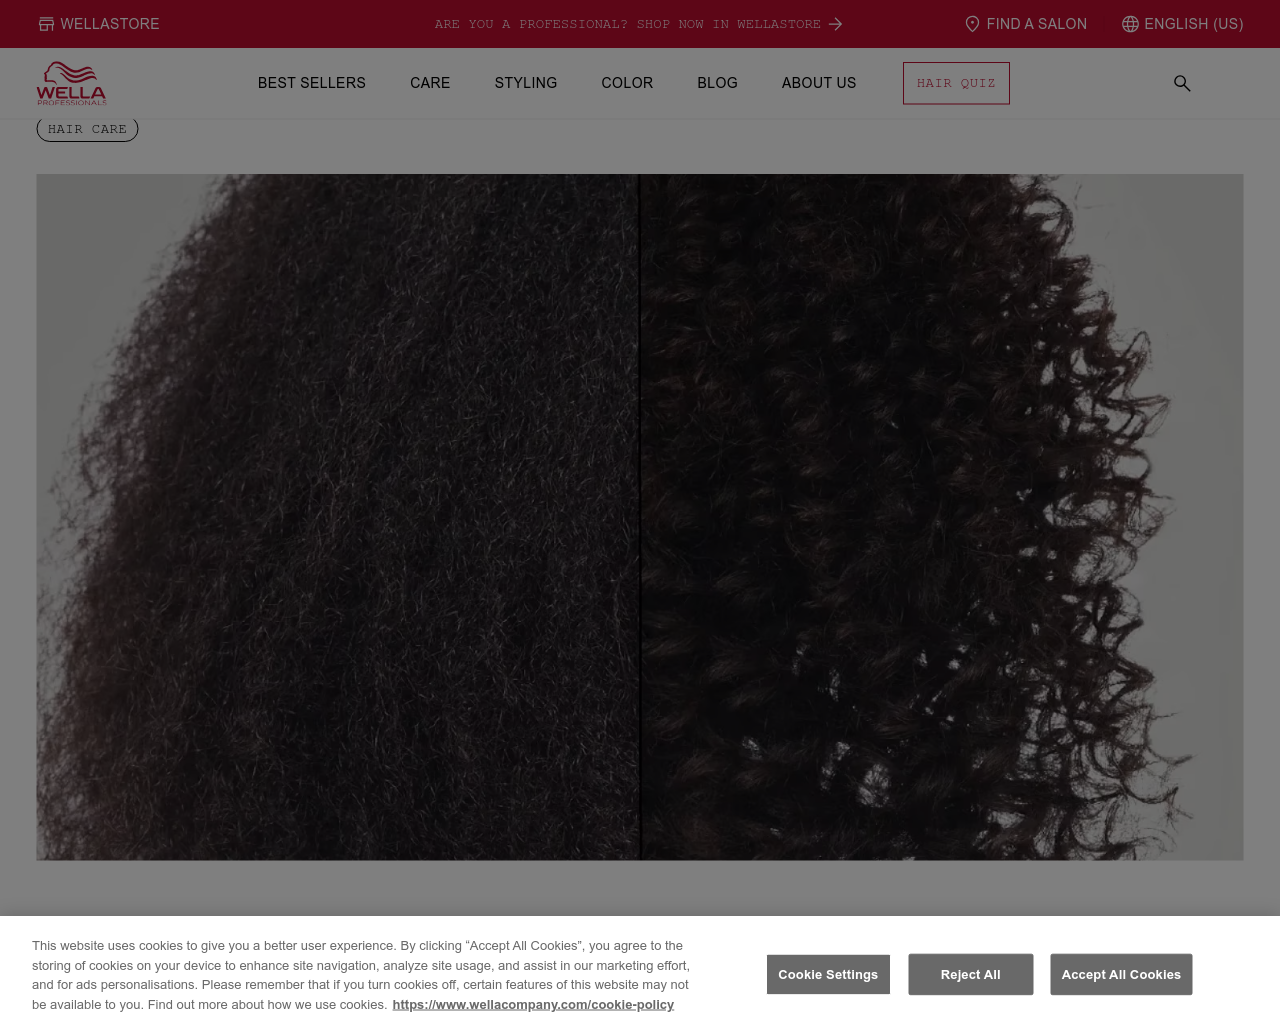 WELLASTORE
ARE YOU A PROFESSIONAL? SHOP NOW IN WELLASTORE
FIND A SALON
ENGLISH (US)
WELLA
PROFESSIONALS
BEST SELLERS
CARE
STYLING
COLOR
BLOG
ABOUT US
HAIR QUIZ
HAIR CARE
This website uses cookies to give you a better user experience. By clicking “Accept All Cookies”, you agree to the
storing of cookies on your device to enhance site navigation, analyze site usage, and assist in our marketing effort,
and for ads personalisations. Please remember that if you turn cookies off, certain features of this website may not
be available to you. Find out more about how we use cookies. https://www.wellacompany.com/cookie-policy
Cookie Settings
Reject All
Accept All Cookies